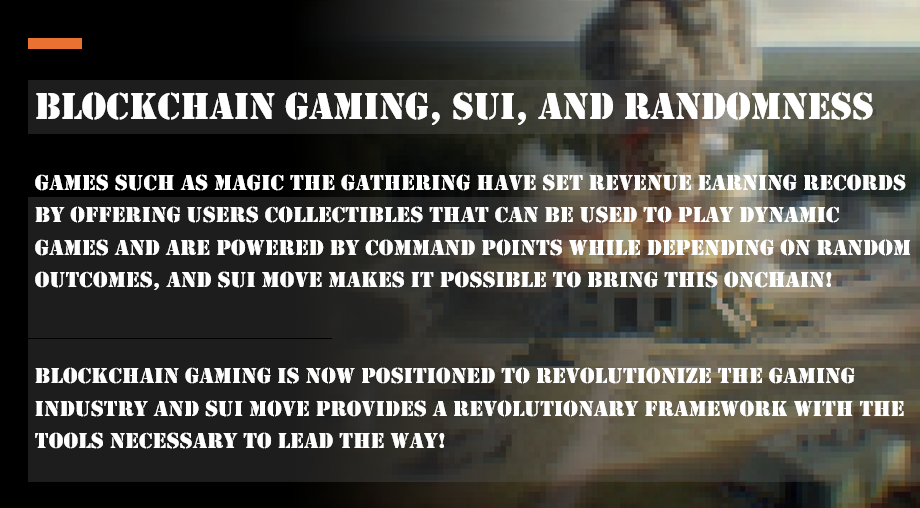 BLOCKCHAIN GAMING, SUI, AND RANDOMNESS
GAMES SUCH AS MAGIC THE GATHERING HAVE SET REVENUE EARNING RECORDS
BY OFFERING USERS COLLECTIBLES THAT CAN BE USED TO PLAY DYNAMIC
GAMES AND ARE POWERED BY COMMAND POINTS WHILE DEPENDING ON RANDOM
OUTCOMES, AND SUI MOVE MAKES IT POSSIBLE TO BRING THIS ONCHAIN!
BLOCKCHAIN GAMING IS NOW POSITIONED TO REVOLUTIONIZE THE GAMING
INDUSTRY AND SUI MOVE PROVIDES A REVOLUTIONARY FRAMEWORK WITH THE
TOOLS NECESSARY TO LEAD THE WAY!